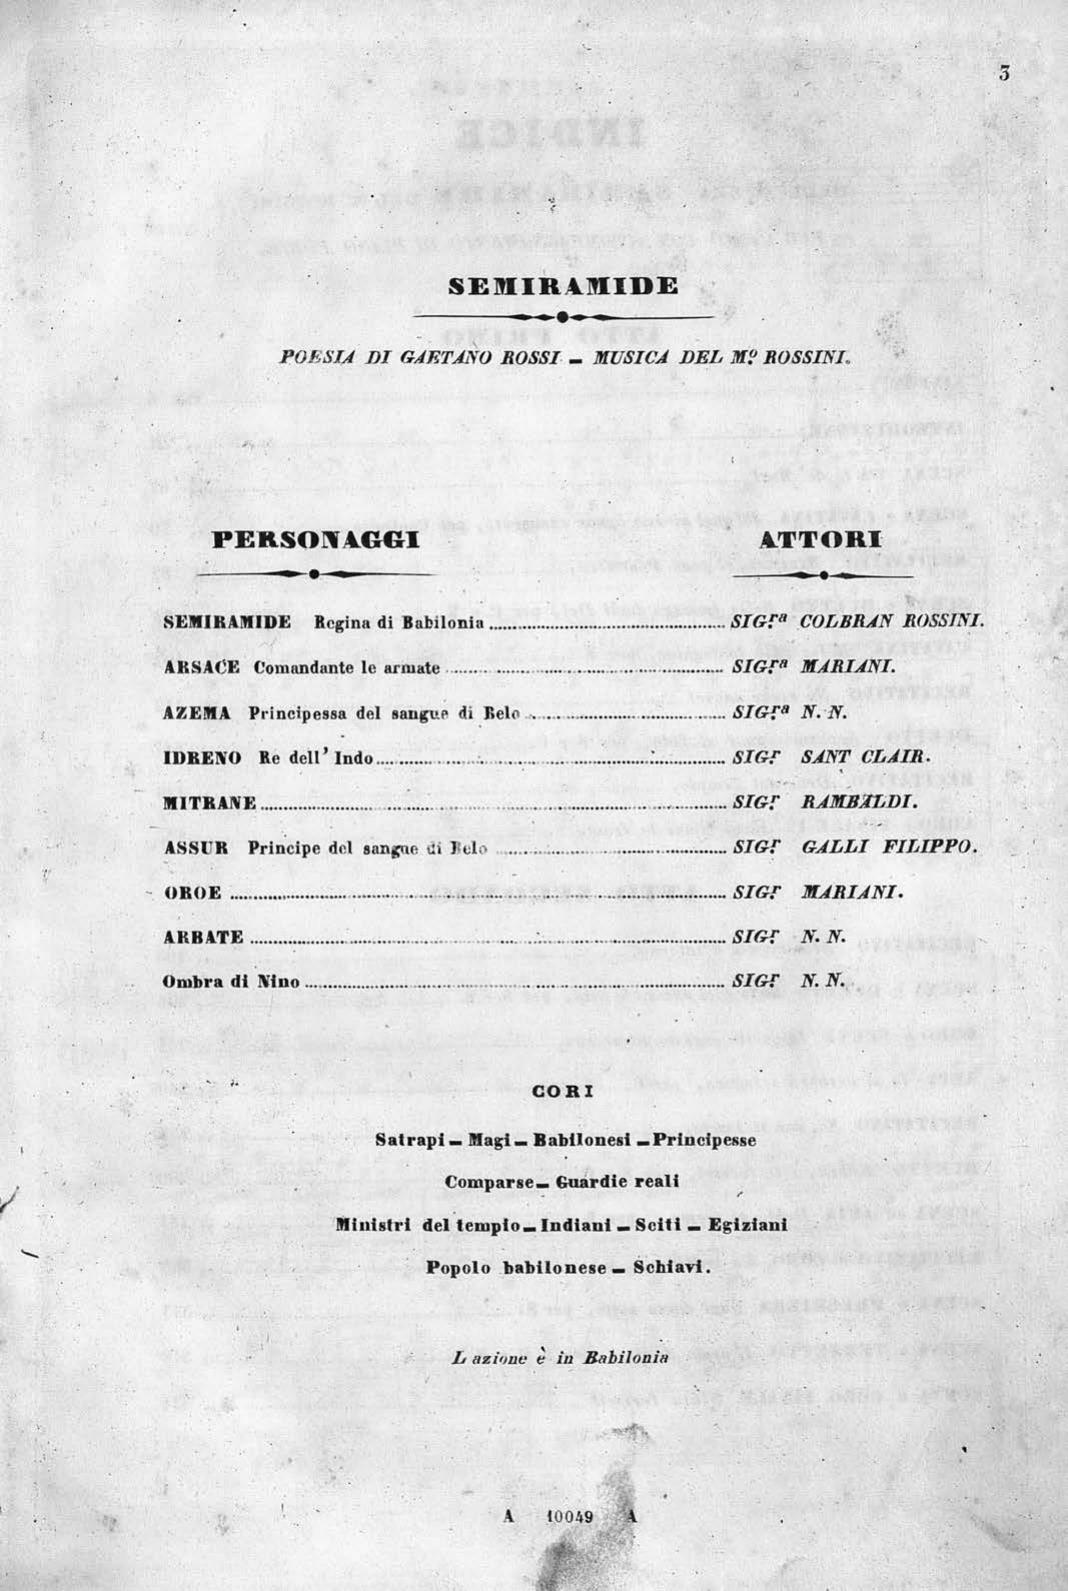 3
SEMIRAMIDE
POESIA DI GAETANO ROSSI - MUSICA DEL M.º ROSSINI.
PERSONAGGI ATTORI
SEMIRAMIDE Regina di Babilonia ........ SIG.ra COLBRAN ROSSINI.
ARSACE Comandante le armate ........ SIG.ra MARIANI.
AZEMA Principessa del sangue di Belo ........ SIG.ra N. N.
IDRENO Re dell' Indo ........ SIG.r SANT CLAIR.
MITRANE ........ SIG.r RAMBALDI.
ASSUR Principe del sangue di Belo ........ SIG.r GALLI FILIPPO.
OROE ........ SIG.r MARIANI.
ARBATE ........ SIG.r N. N.
Ombra di Nino ........ SIG.r N. N.
CORI
Satrapi - Magi - Babilonesi - Principesse
Comparse - Guardie reali
Ministri del tempio - Indiani - Sciti - Egiziani
Popolo babilonese - Schiavi.
L azione è in Babilonia
A 10049 A